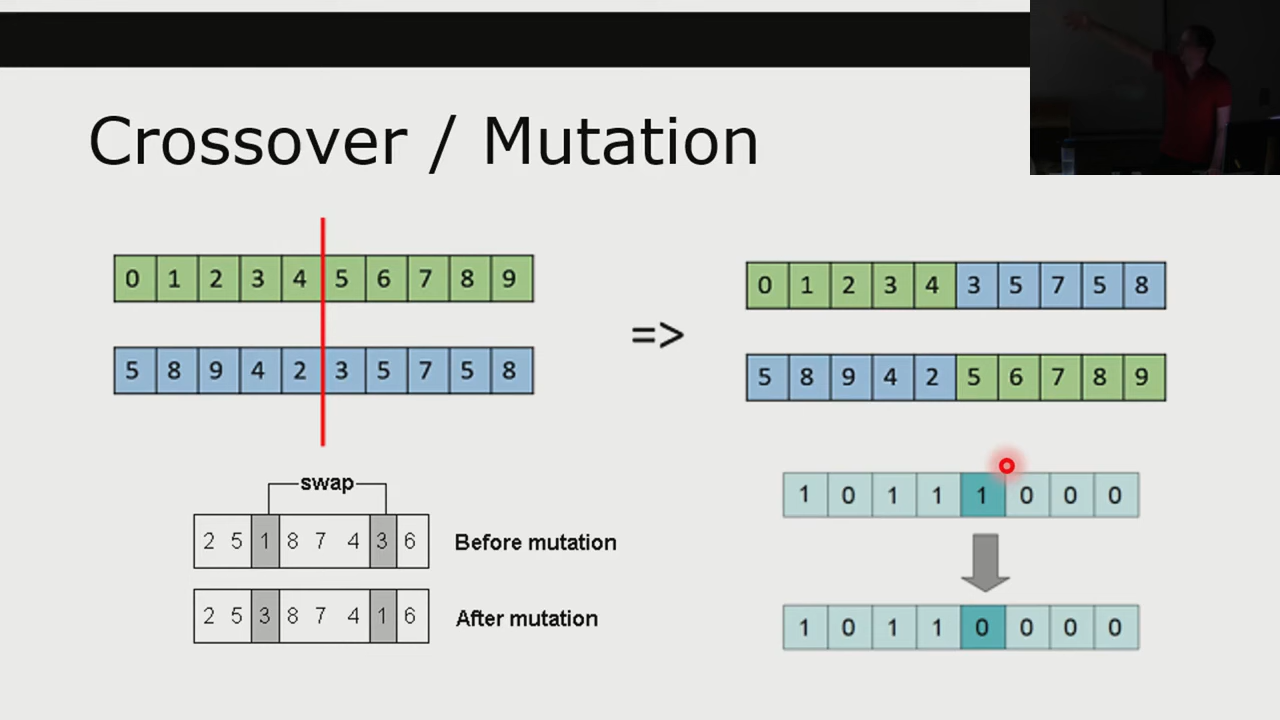 Crossover / Mutation
0 1 2 3 4 5 6 7 8 9
5 8 9 4 2 3 5 7 5 8
=>
0 1 2 3 4 3 5 7 5 8
5 8 9 4 2 5 6 7 8 9
swap
2 5 1 8 7 4 3 6 Before mutation
2 5 3 8 7 4 1 6 After mutation
1 0 1 1 1 0 0 0
1 0 1 1 0 0 0 0